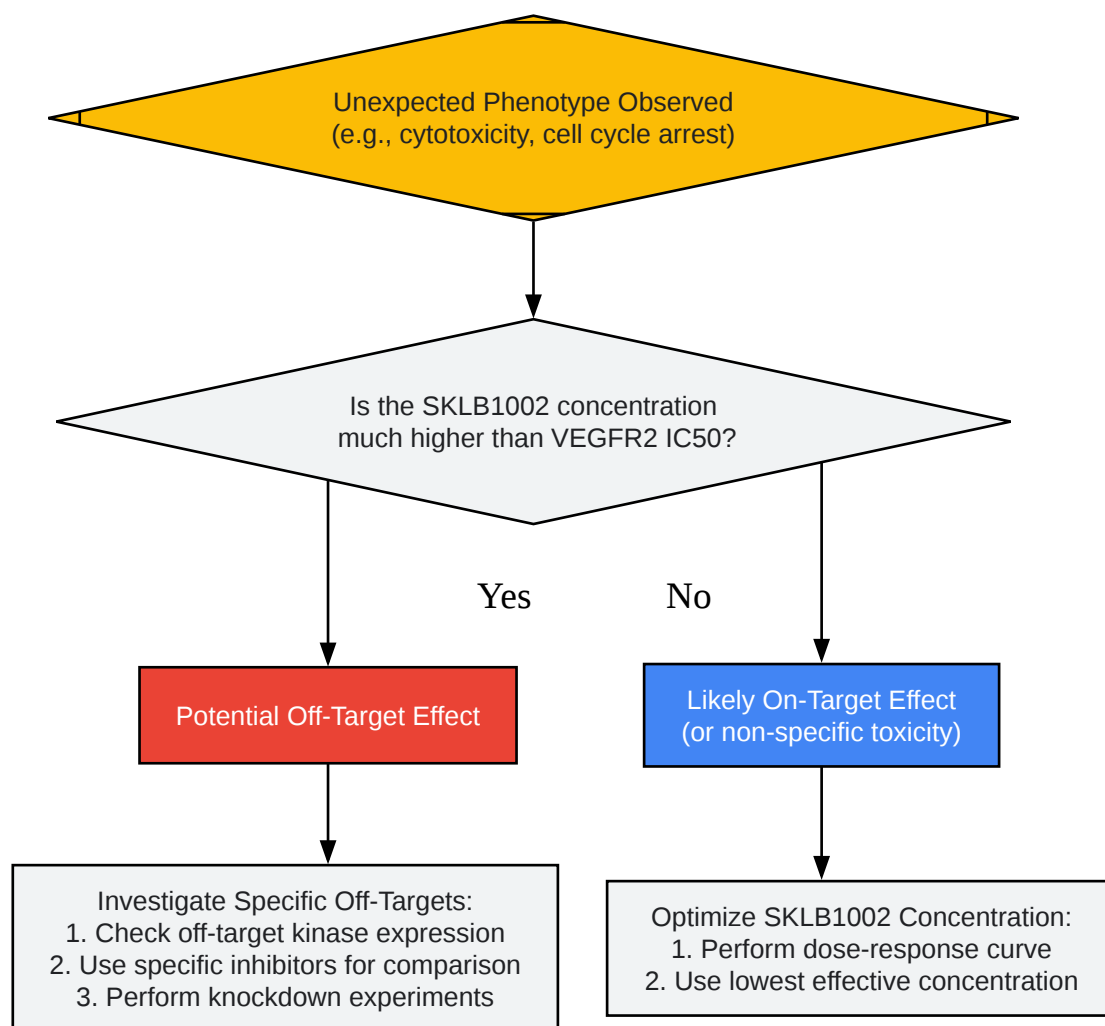 Unexpected Phenotype Observed
(e.g., cytotoxicity, cell cycle arrest)
Is the SKLB1002 concentration
much higher than VEGFR2 IC50?
Yes
No
Potential Off-Target Effect
Likely On-Target Effect
(or non-specific toxicity)
Investigate Specific Off-Targets:
1. Check off-target kinase expression
2. Use specific inhibitors for comparison
3. Perform knockdown experiments
Optimize SKLB1002 Concentration:
1. Perform dose-response curve
2. Use lowest effective concentration